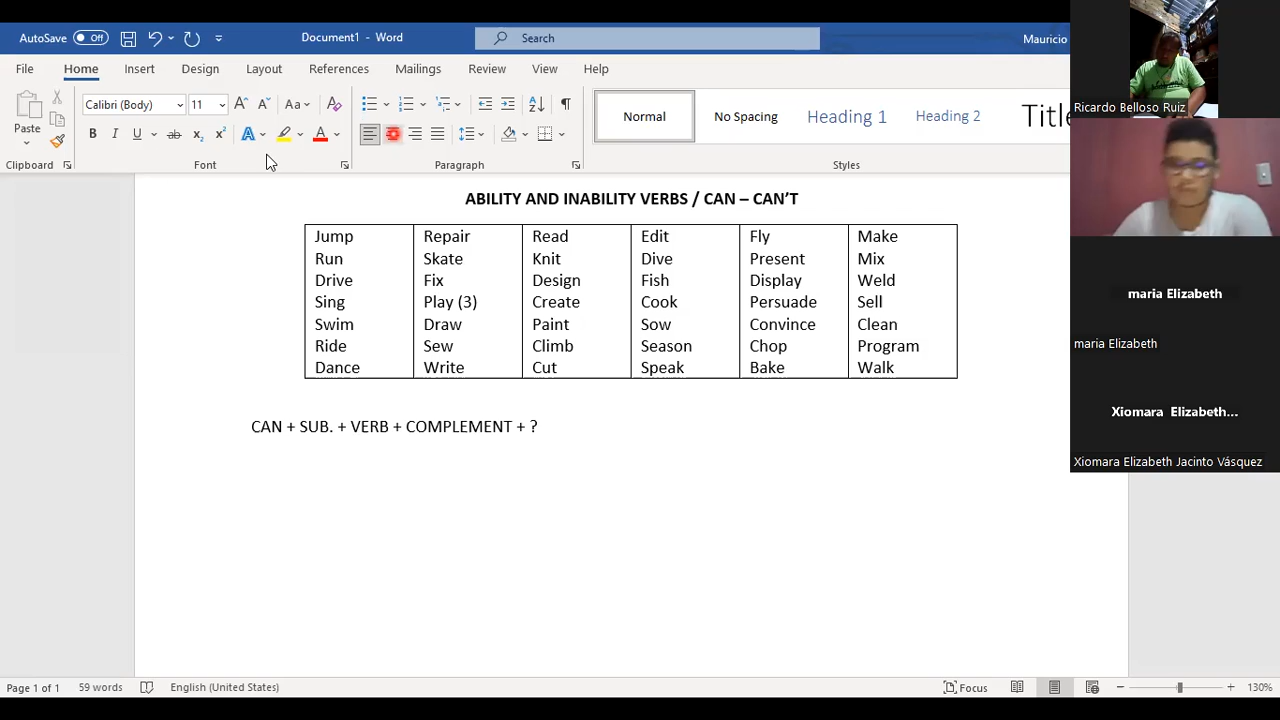 AutoSave Off Document1 - Word Search Mauricio
File Home Insert Design Layout References Mailings Review View Help
Calibri (Body) 11 Aa
Paste
Normal No Spacing Heading 1 Heading 2 Title
Clipboard Font Paragraph Styles
ABILITY AND INABILITY VERBS / CAN – CAN’T
Jump Repair Read Edit Fly Make
Run Skate Knit Dive Present Mix
Drive Fix Design Fish Display Weld
Sing Play (3) Create Cook Persuade Sell
Swim Draw Paint Sow Convince Clean
Ride Sew Climb Season Chop Program
Dance Write Cut Speak Bake Walk
CAN + SUB. + VERB + COMPLEMENT + ?
Ricardo Belloso Ruiz
maria Elizabeth
maria Elizabeth
Xiomara Elizabeth...
Xiomara Elizabeth Jacinto Vásquez
Page 1 of 1 59 words English (United States) Focus 130%